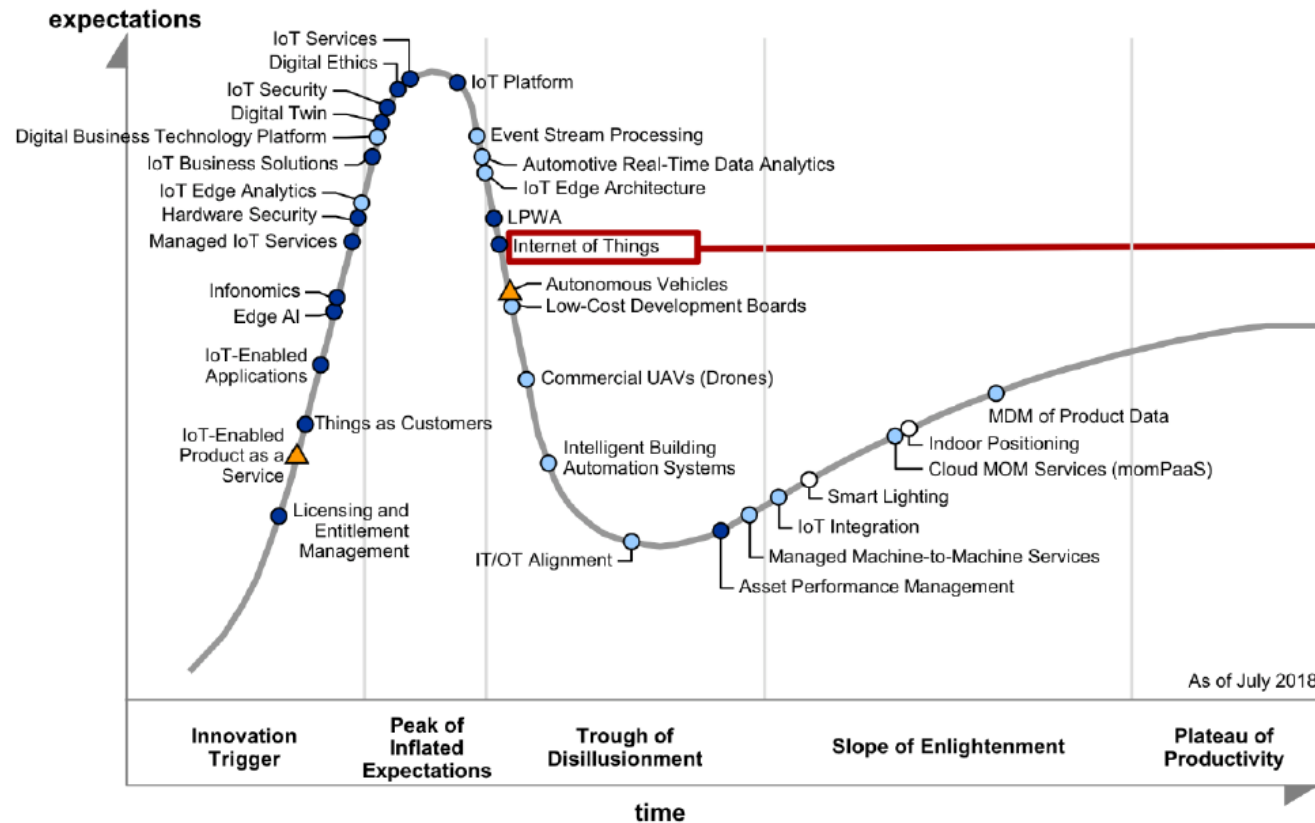 expectations
IoT Services
Digital Ethics
IoT Security
Digital Twin
Digital Business Technology Platform
IoT Business Solutions
IoT Edge Analytics
Hardware Security
Managed IoT Services
Infonomics
Edge AI
IoT-Enabled
Applications
Things as Customers
IoT-Enabled
Product as a
Service
Licensing and
Entitlement
Management
IoT Platform
Event Stream Processing
Automotive Real-Time Data Analytics
IoT Edge Architecture
LPWA
Internet of Things
Autonomous Vehicles
Low-Cost Development Boards
Commercial UAVs (Drones)
Intelligent Building
Automation Systems
IT/OT Alignment
MDM of Product Data
Indoor Positioning
Cloud MOM Services (momPaaS)
Smart Lighting
IoT Integration
Managed Machine-to-Machine Services
Asset Performance Management
As of July 2018
Innovation
Trigger
Peak of
Inflated
Expectations
Trough of
Disillusionment
Slope of Enlightenment
Plateau of
Productivity
time